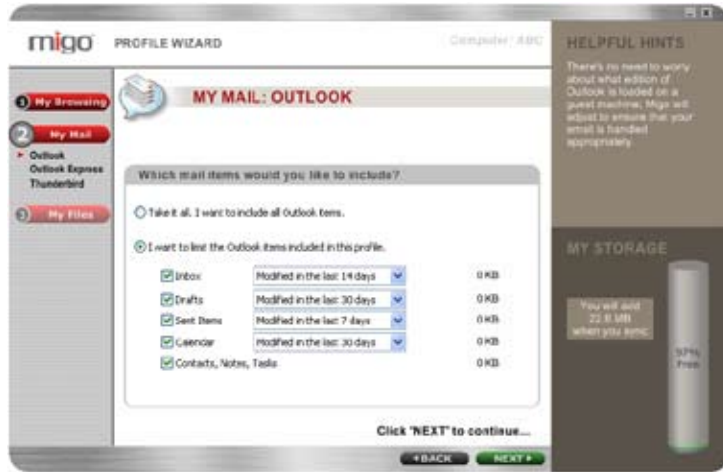 migo
PROFILE WIZARD
Computer: ABC
1 My Browsing
2 My Mail
Outlook
Outlook Express
Thunderbird
3 My Files
MY MAIL: OUTLOOK
Which mail items would you like to include?
Take it all. I want to include all Outlook items.
I want to limit the Outlook items included in this profile.
Inbox Modified in the last 14 days 0 KB
Drafts Modified in the last 30 days 0 KB
Sent Items Modified in the last 7 days 0 KB
Calendar Modified in the last 30 days 0 KB
Contacts, Notes, Tasks 0 KB
Click "NEXT" to continue...
BACK NEXT
HELPFUL HINTS
There's no need to worry
about what edition of
Outlook is loaded on a
guest machine, Migo will
adjust to ensure that your
email is handled
appropriately.
MY STORAGE
You will add
22.8 MB
when you sync
97%
Free